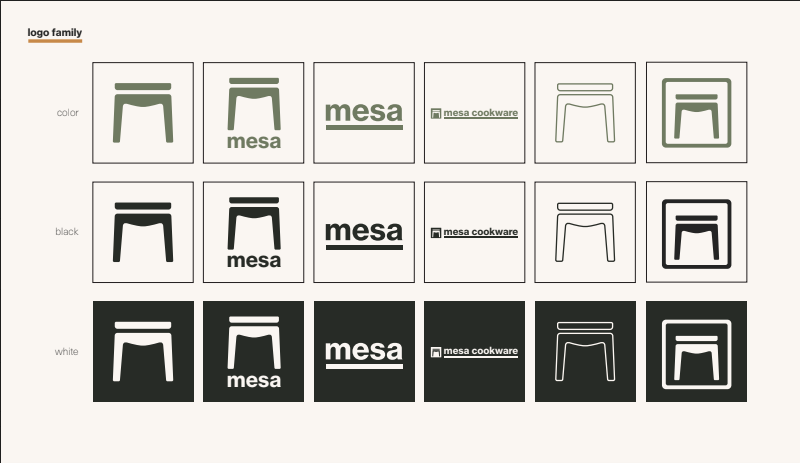 logo family
color
mesa
mesa
mesa cookware
black
mesa
mesa
mesa cookware
white
mesa
mesa
mesa cookware